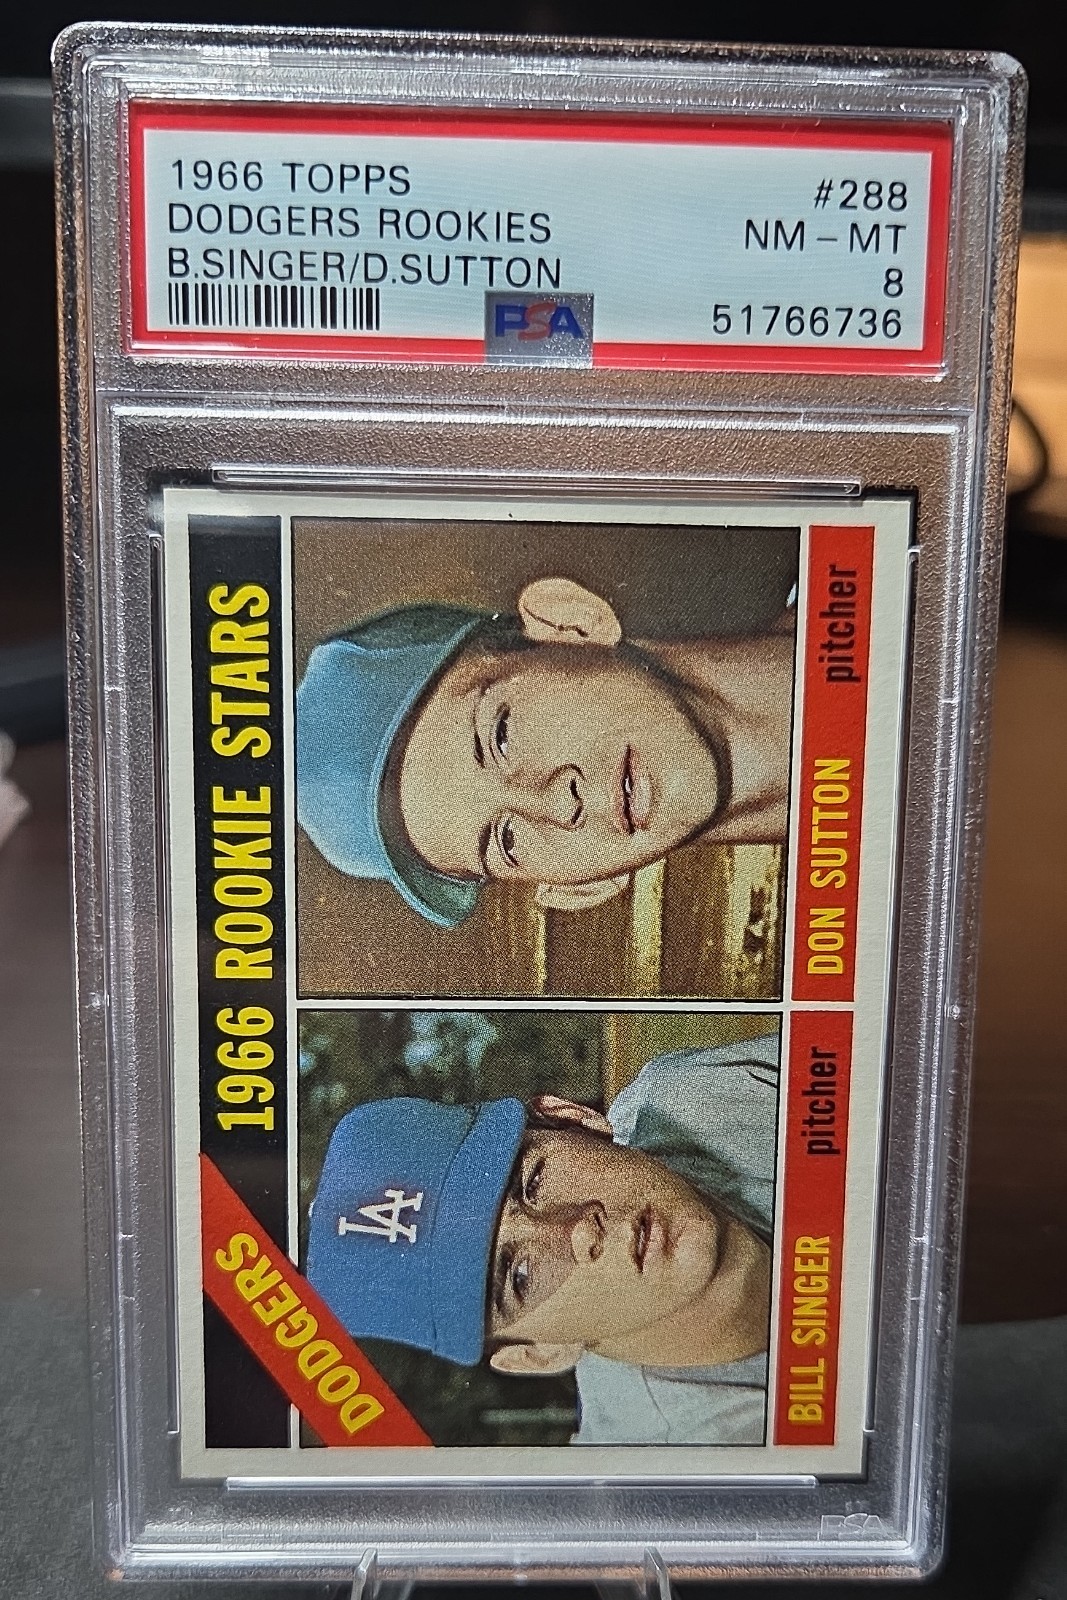 1966 TOPPS
DODGERS ROOKIES
B.SINGER/D.SUTTON
#288
NM - MT
8
51766736
PSA
1966 ROOKIE STARS
DODGERS
LA
BILL SINGER pitcher
DON SUTTON pitcher
PSA